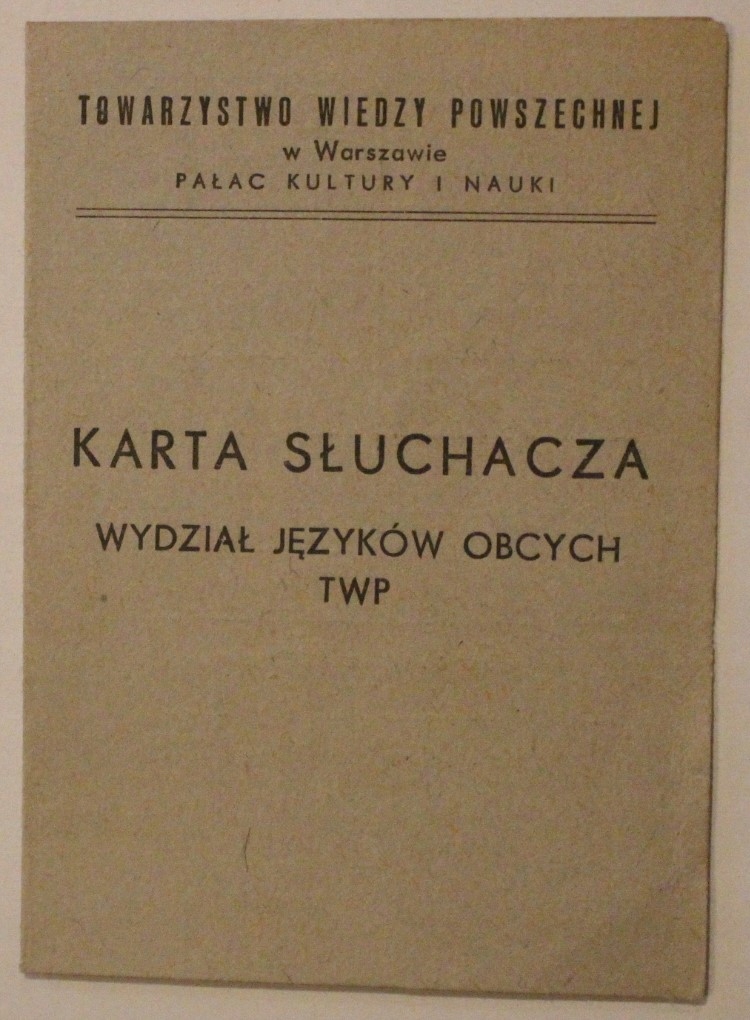 TOWARZYSTWO WIEDZY POWSZECHNEJ
w Warszawie
PAŁAC KULTURY I NAUKI
KARTA SŁUCHACZA
WYDZIAŁ JĘZYKÓW OBCYCH
TWP